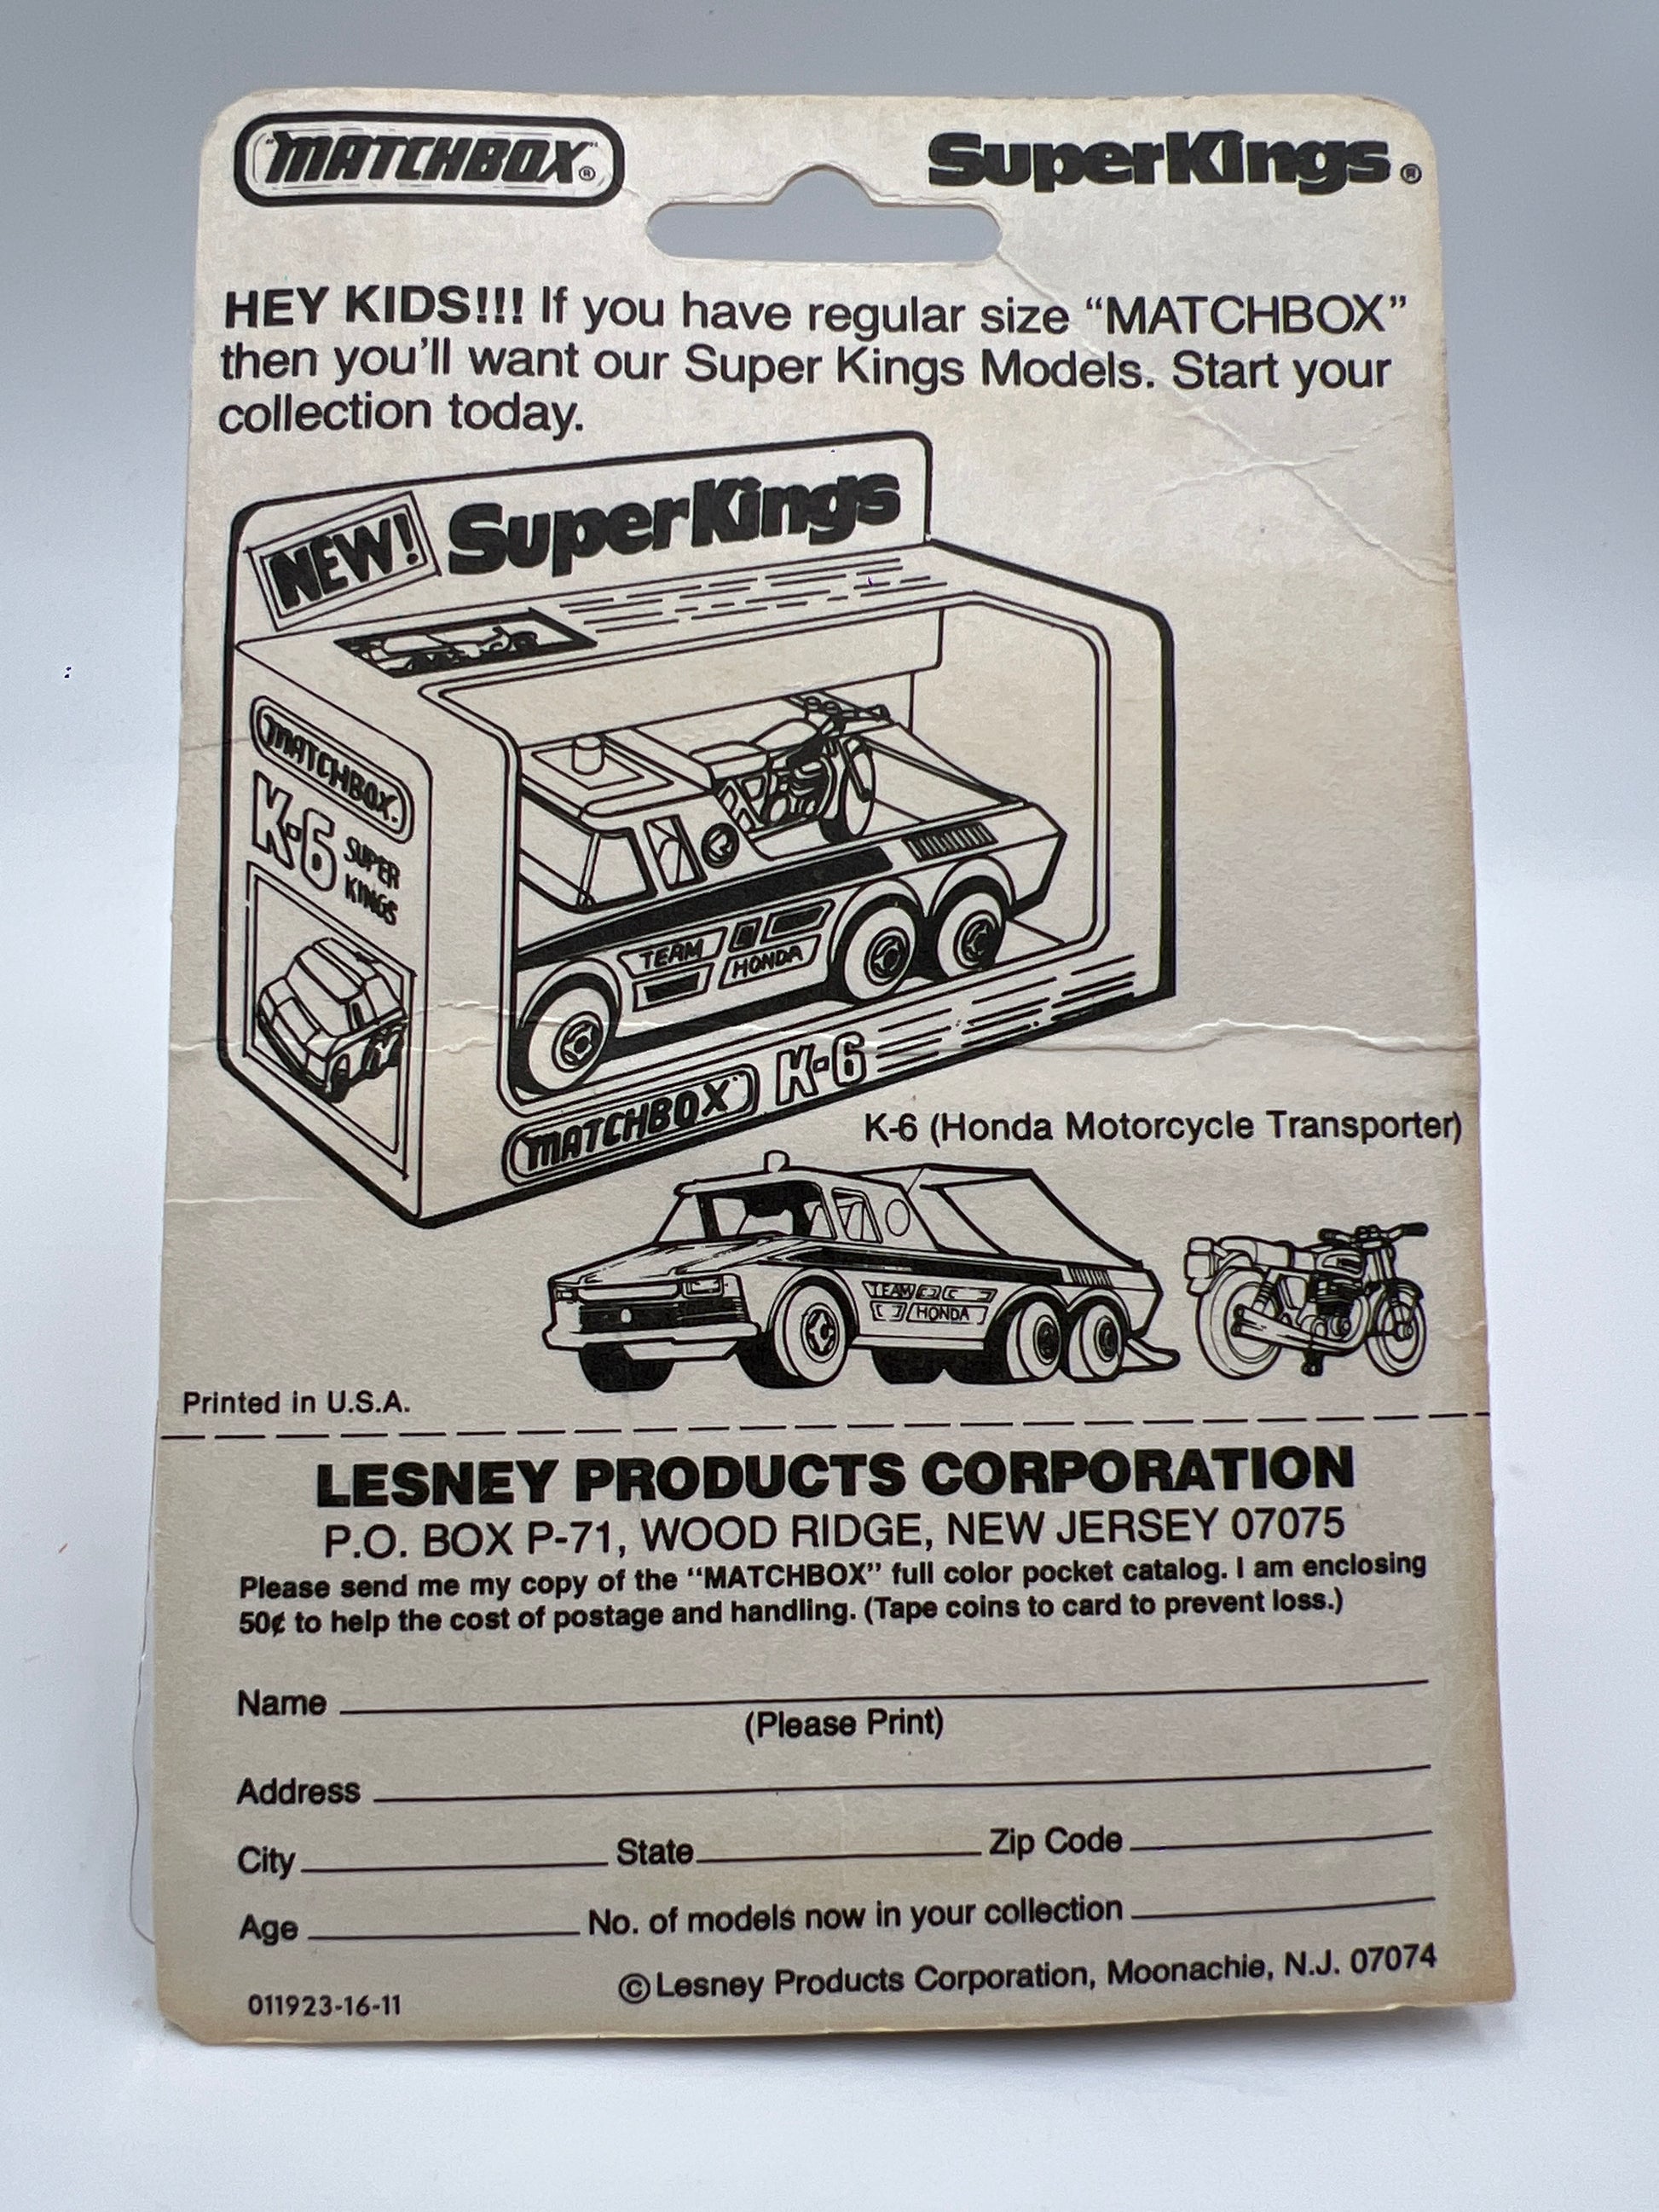 "MATCHBOX"®
SuperKings®
HEY KIDS!!! If you have regular size “MATCHBOX”
then you’ll want our Super Kings Models. Start your
collection today.
NEW! SuperKings
MATCHBOX
K-6 SUPER
KINGS
TEAM
HONDA
"MATCHBOX" K-6
K-6 (Honda Motorcycle Transporter)
TEAM
HONDA
Printed in U.S.A.
LESNEY PRODUCTS CORPORATION
P.O. BOX P-71, WOOD RIDGE, NEW JERSEY 07075
Please send me my copy of the “MATCHBOX” full color pocket catalog. I am enclosing
50¢ to help the cost of postage and handling. (Tape coins to card to prevent loss.)
Name
(Please Print)
Address
City State Zip Code
Age No. of models now in your collection
© Lesney Products Corporation, Moonachie, N.J. 07074
011923-16-11